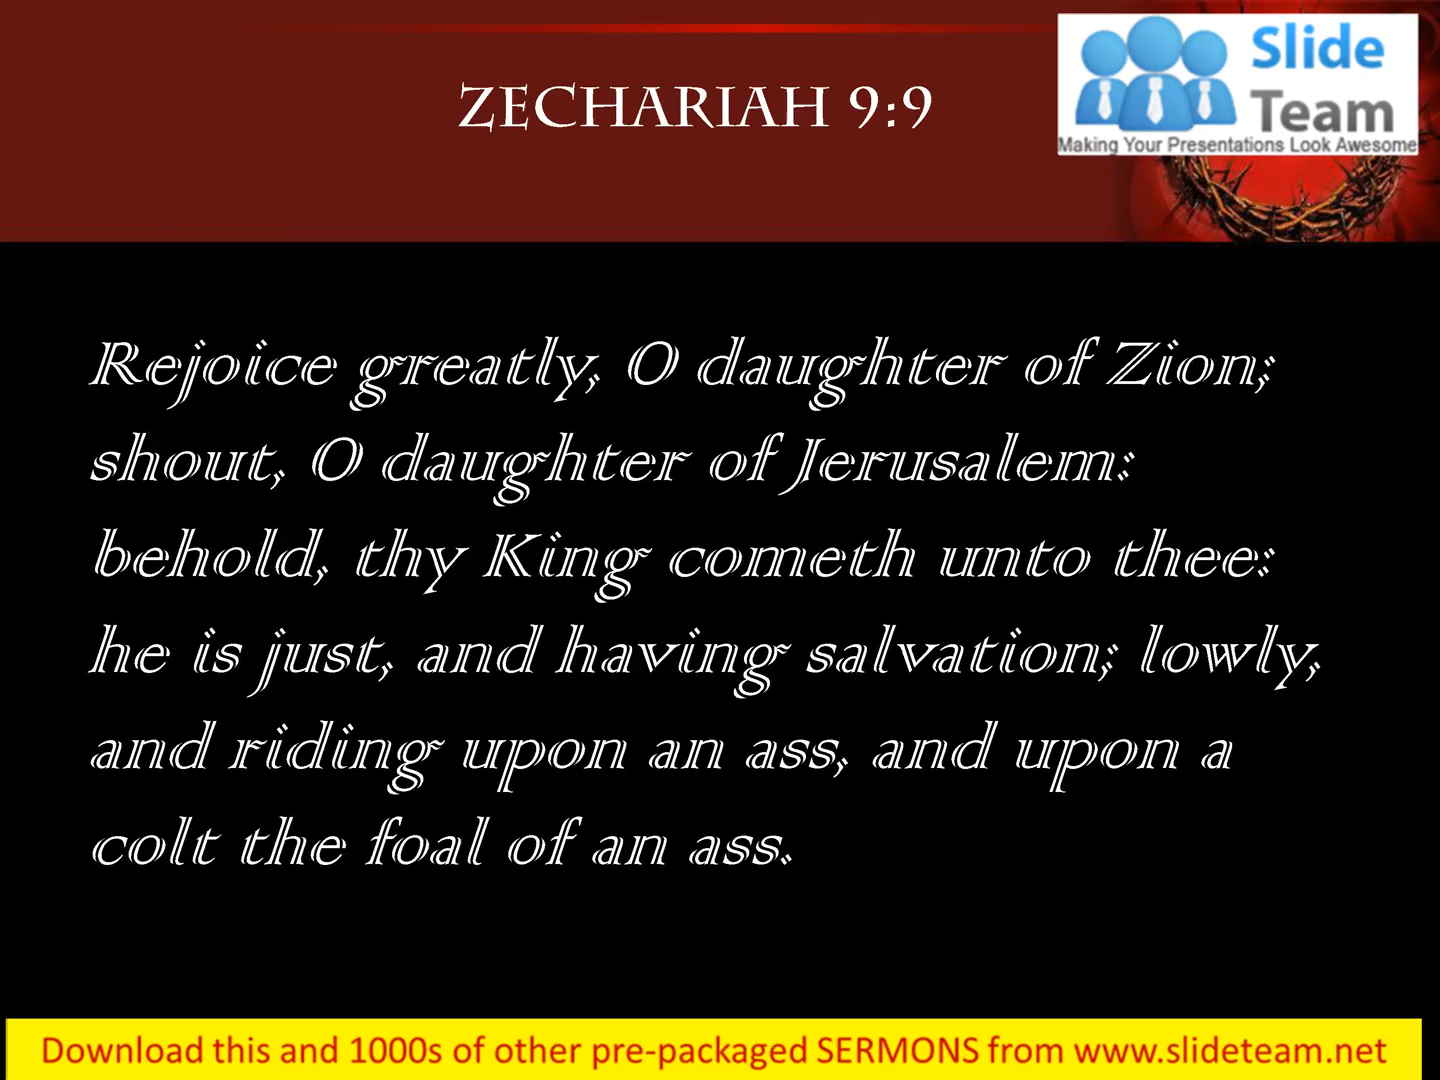 ZECHARIAH 9:9
Slide
Team
Making Your Presentations Look Awesome
Rejoice greatly, O daughter of Zion;
shout, O daughter of Jerusalem:
behold, thy King cometh unto thee:
he is just, and having salvation; lowly,
and riding upon an ass, and upon a
colt the foal of an ass.
Download this and 1000s of other pre-packaged SERMONS from www.slideteam.net